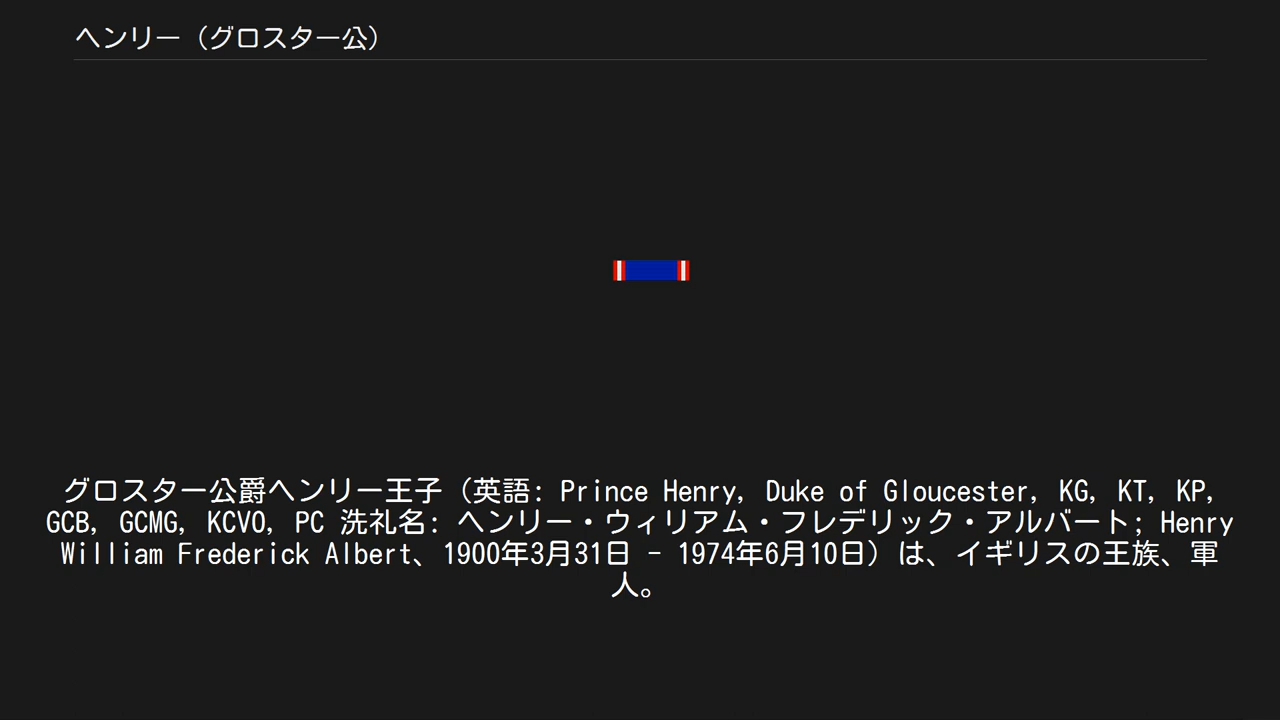 ヘンリー（グロスター公）
グロスター公爵ヘンリー王子（英語: Prince Henry, Duke of Gloucester, KG, KT, KP,
GCB, GCMG, KCVO, PC 洗礼名: ヘンリー・ウィリアム・フレデリック・アルバート; Henry
William Frederick Albert、1900年3月31日 - 1974年6月10日）は、イギリスの王族、軍
人。